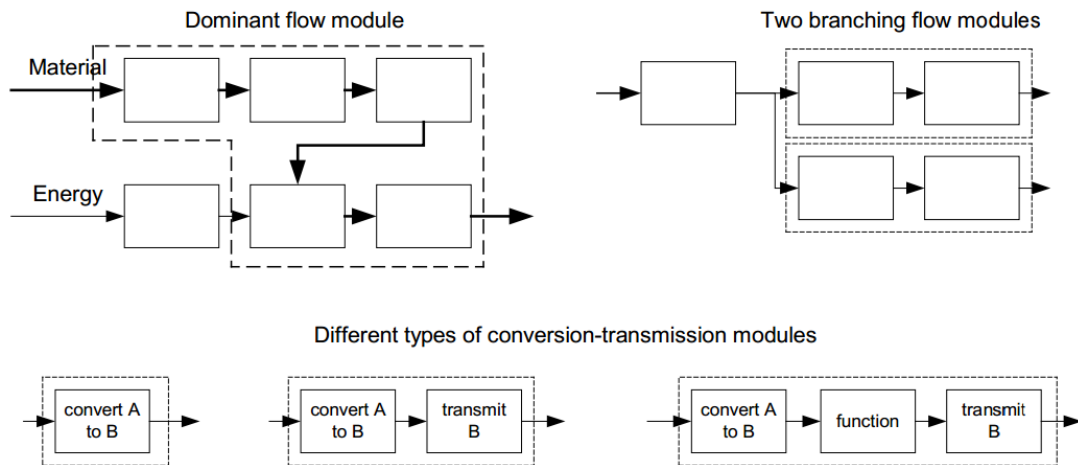 Dominant flow module
Two branching flow modules
Material
Energy
Different types of conversion-transmission modules
convert A
to B
convert A
to B
transmit
B
convert A
to B
function
transmit
B